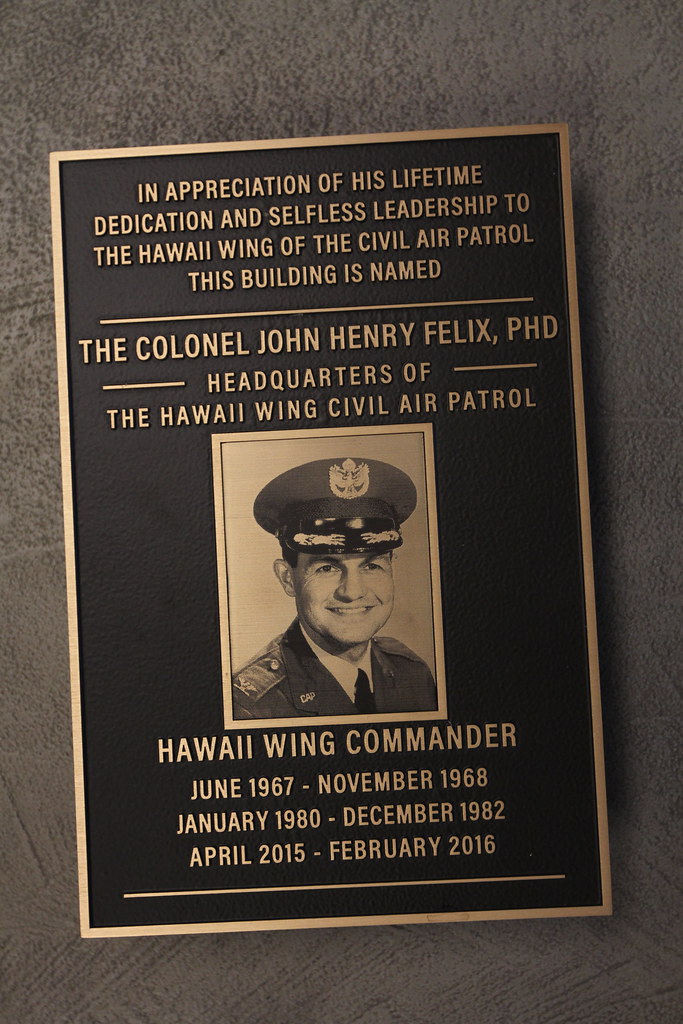 IN APPRECIATION OF HIS LIFETIME
DEDICATION AND SELFLESS LEADERSHIP TO
THE HAWAII WING OF THE CIVIL AIR PATROL
THIS BUILDING IS NAMED
THE COLONEL JOHN HENRY FELIX, PHD
HEADQUARTERS OF
THE HAWAII WING CIVIL AIR PATROL
CAP
HAWAII WING COMMANDER
JUNE 1967 - NOVEMBER 1968
JANUARY 1980 - DECEMBER 1982
APRIL 2015 - FEBRUARY 2016